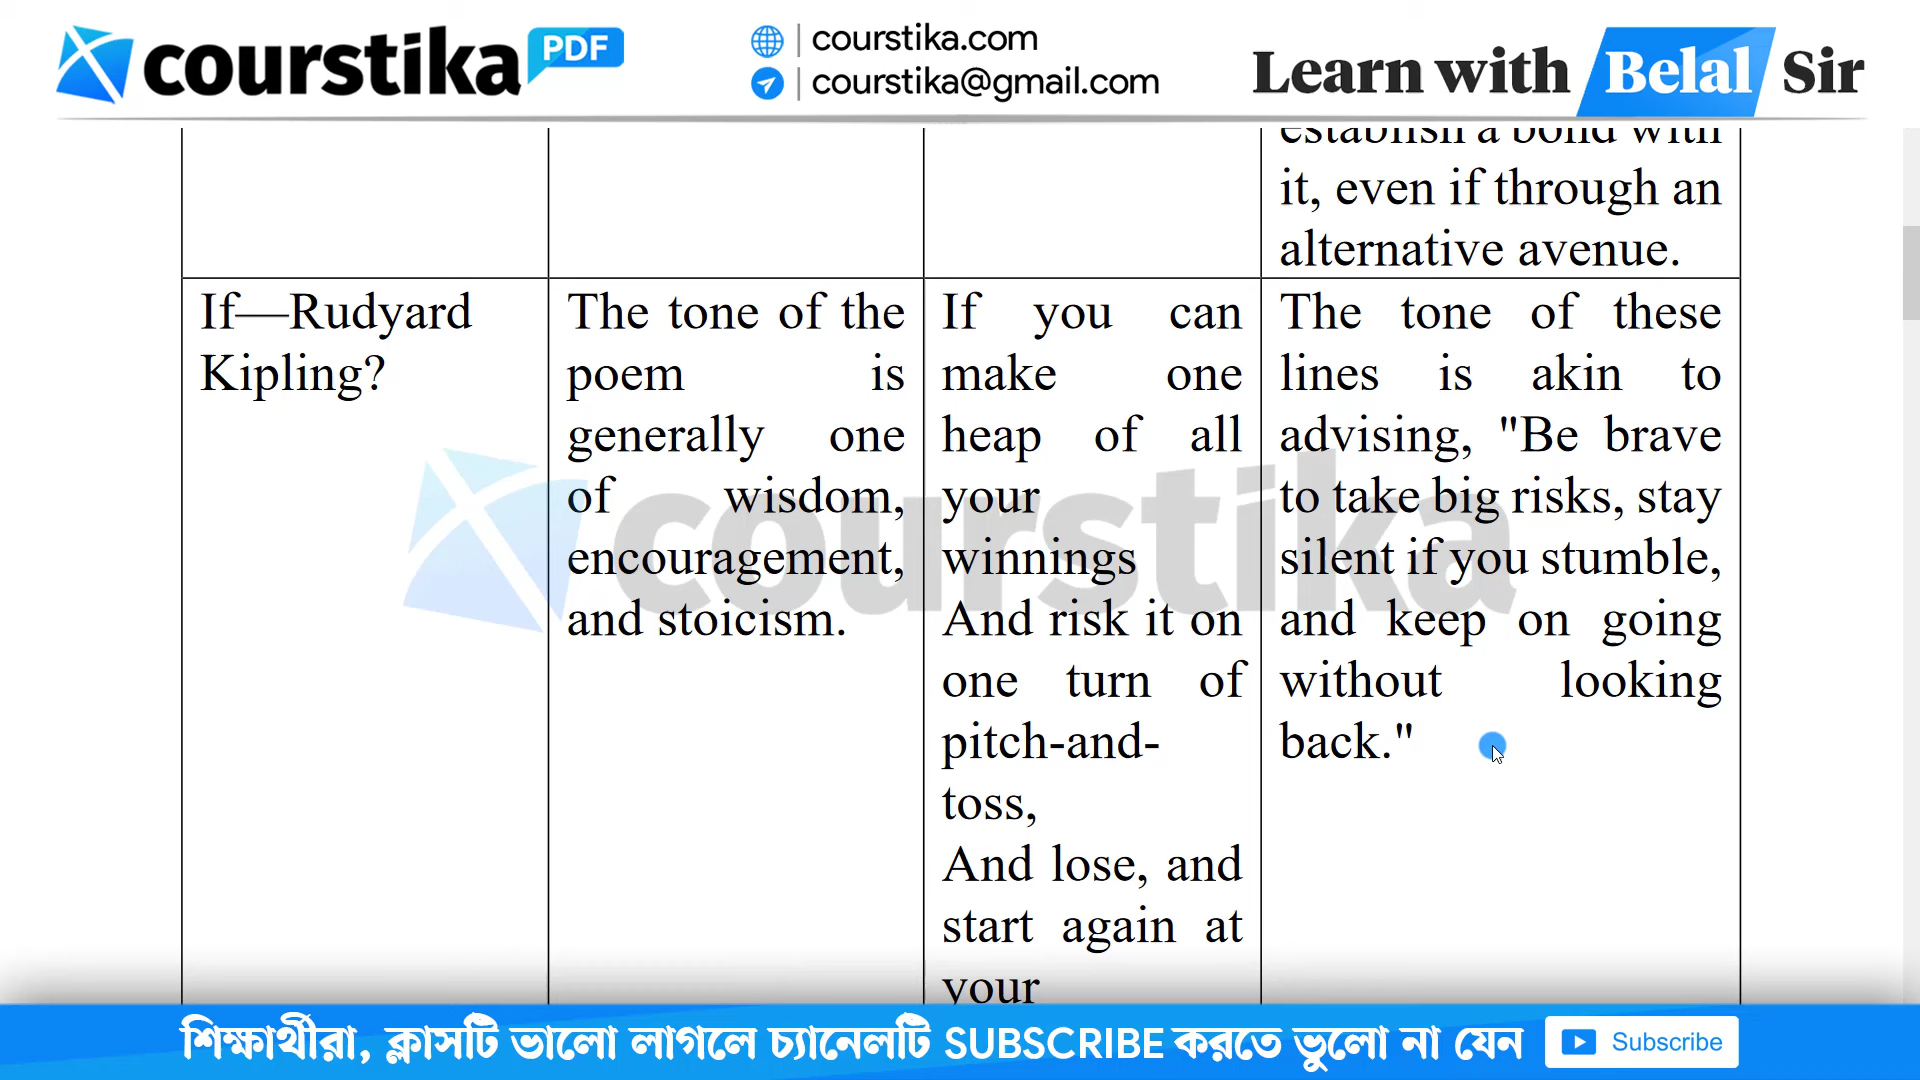 courstika PDF
courstika.com
courstika@gmail.com
Learn with Belal Sir
establish a bond with
it, even if through an
alternative avenue.
If—Rudyard
Kipling?
The tone of the
poem is
generally one
of wisdom,
encouragement,
and stoicism.
If you can
make one
heap of all
your
winnings
And risk it on
one turn of
pitch-and-
toss,
And lose, and
start again at
your
The tone of these
lines is akin to
advising, "Be brave
to take big risks, stay
silent if you stumble,
and keep on going
without looking
back."
courstika
শিক্ষার্থীরা, ক্লাসটি ভালো লাগলে চ্যানেলটি SUBSCRIBE করতে ভুলো না যেন
Subscribe